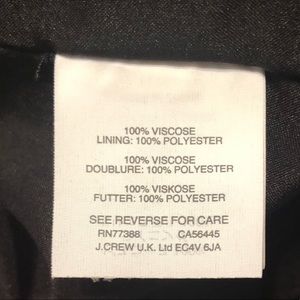 100% VISCOSE
LINING: 100% POLYESTER
100% VISCOSE
DOUBLURE: 100% POLYESTER
100% VISKOSE
FUTTER: 100% POLYESTER
SEE REVERSE FOR CARE
RN77388 CA56445
J.CREW U.K. Ltd EC4V 6JA